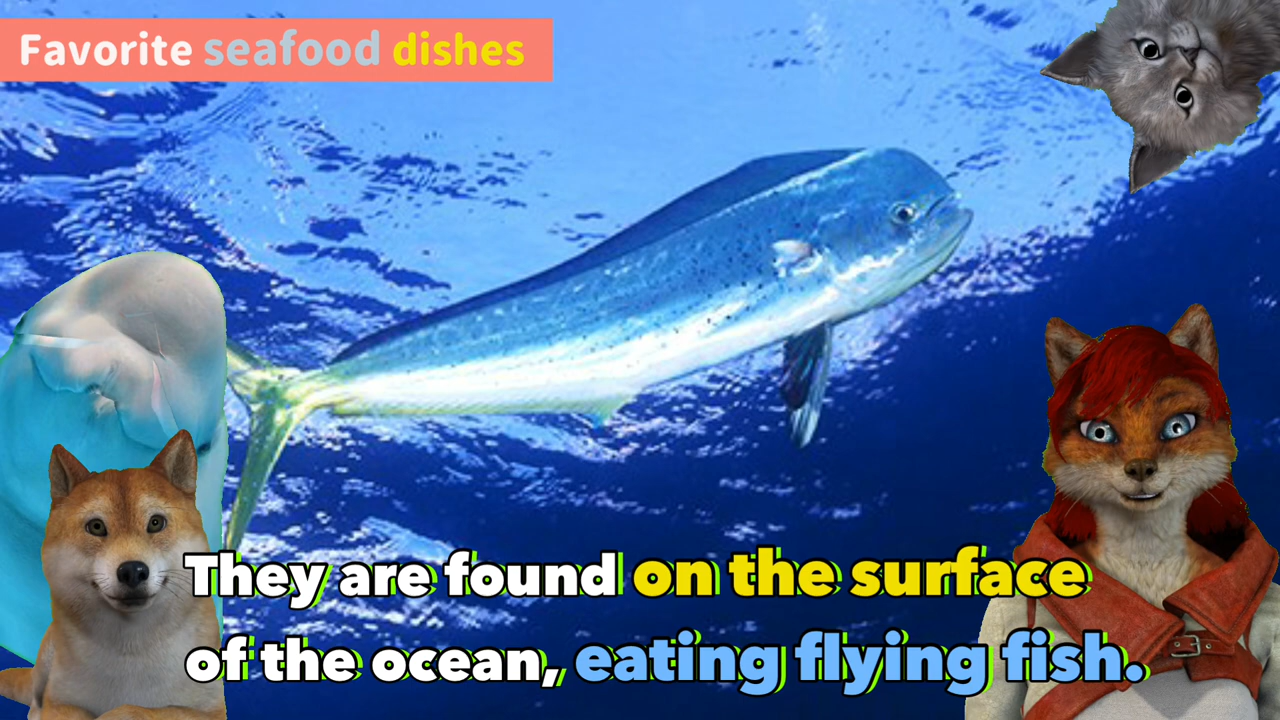 Favorite seafood dishes
They are found on the surface
of the ocean, eating flying fish.